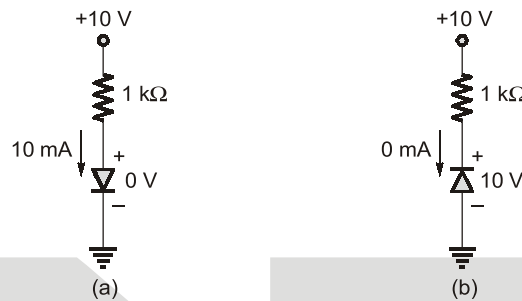 +10 V
1 kΩ
10 mA
+
0 V
–
(a)
+10 V
1 kΩ
0 mA
+
10 V
–
(b)